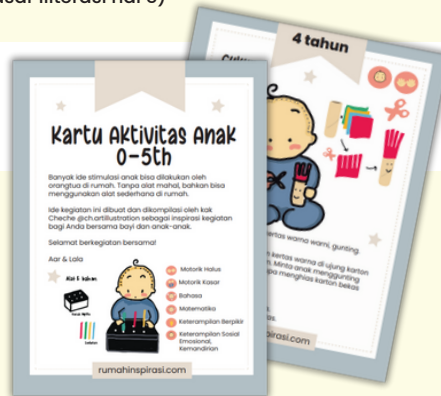 Kartu Aktivitas Anak
0-5th
Banyak ide stimulasi anak bisa dilakukan oleh
orangtua di rumah. Tanpa alat mahal, bahkan bisa
menggunakan alat sederhana di rumah.
Ide kegiatan ini dibuat dan dikompilasi oleh kak
Cheche @ch.artillustration sebagai inspirasi kegiatan
bagi Anda bersama bayi dan anak-anak.
Selamat berkegiatan bersama!
Aar & Lala
Alat & bahan
Motorik Halus
Motorik Kasar
Bahasa
Matematika
Keterampilan Berpikir
Keterampilan Sosial
Emosional,
Kemandirian
rumahinspirasi.com
4 tahun
kertas warna warni, gunting.
kertas warna di ujung karton
Minta anak menggunting
menghias karton bekas